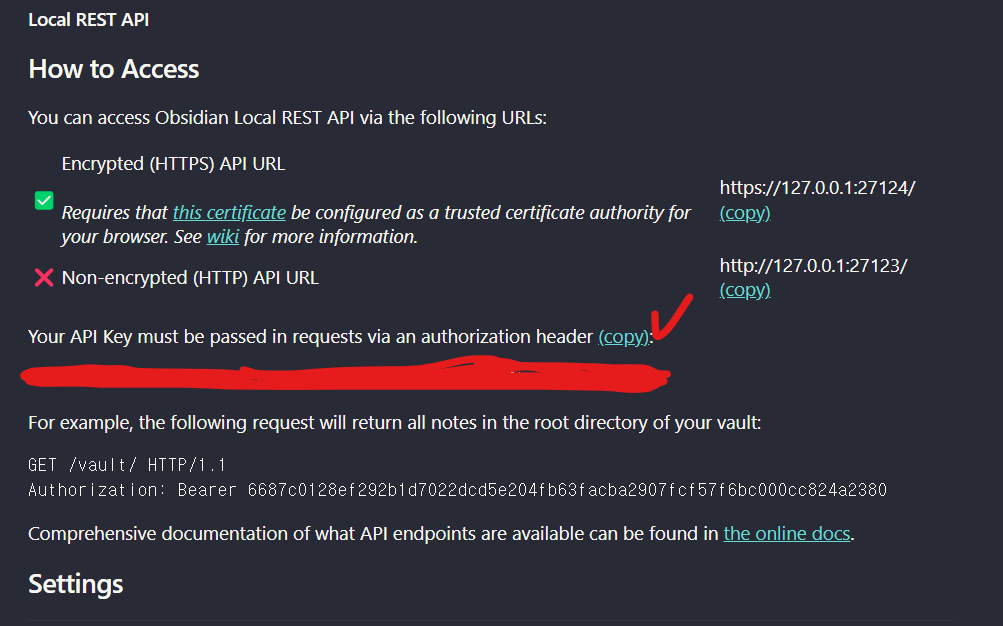 Local REST API
How to Access
You can access Obsidian Local REST API via the following URLs:
Encrypted (HTTPS) API URL
Requires that this certificate be configured as a trusted certificate authority for
your browser. See wiki for more information.
https://127.0.0.1:27124/
(copy)
Non-encrypted (HTTP) API URL
http://127.0.0.1:27123/
(copy)
Your API Key must be passed in requests via an authorization header (copy):
For example, the following request will return all notes in the root directory of your vault:
GET /vault/ HTTP/1.1
Authorization: Bearer 6687c0128ef292b1d7022dcd5e204fb63facba2907fcf57f6bc000cc824a2380
Comprehensive documentation of what API endpoints are available can be found in the online docs.
Settings